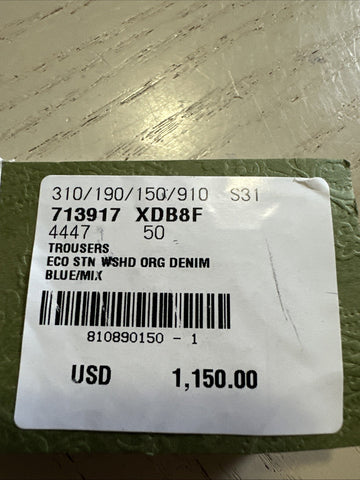 310/190/150/910 S31
713917 XDB8F
4447 50
TROUSERS
ECO STN WSHD ORG DENIM
BLUE/MIX
810890150 - 1
USD 1,150.00